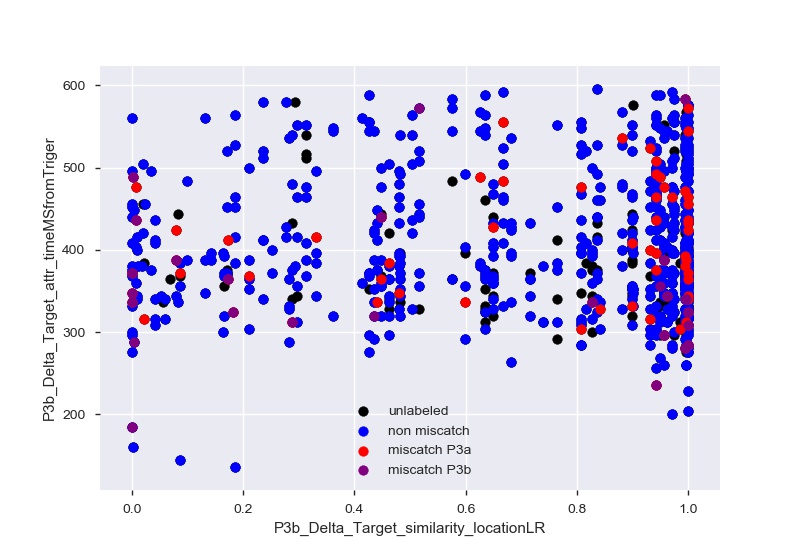 600
500
400
300
200
P3b_Delta_Target_attr_timeMSfromTriger
unlabeled
non miscatch
miscatch P3a
miscatch P3b
0.0 0.2 0.4 0.6 0.8 1.0
P3b_Delta_Target_similarity_locationLR